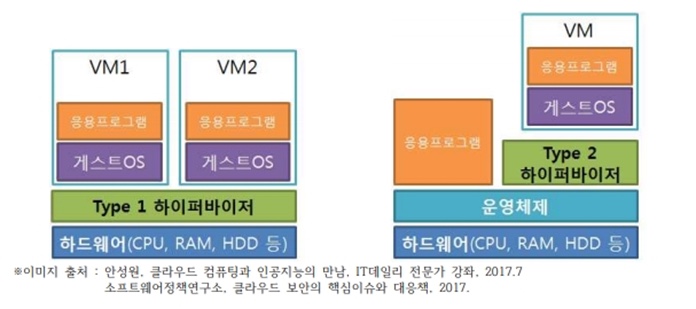 VM1
응용프로그램
게스트OS
VM2
응용프로그램
게스트OS
Type 1 하이퍼바이저
하드웨어(CPU, RAM, HDD 등)
VM
응용프로그램
게스트OS
응용프로그램
Type 2
하이퍼바이저
운영체제
하드웨어(CPU, RAM, HDD 등)
※이미지 출처 : 안성원, 클라우드 컴퓨팅과 인공지능의 만남, IT데일리 전문가 강좌, 2017.7
소프트웨어정책연구소, 클라우드 보안의 핵심이슈와 대응책, 2017.